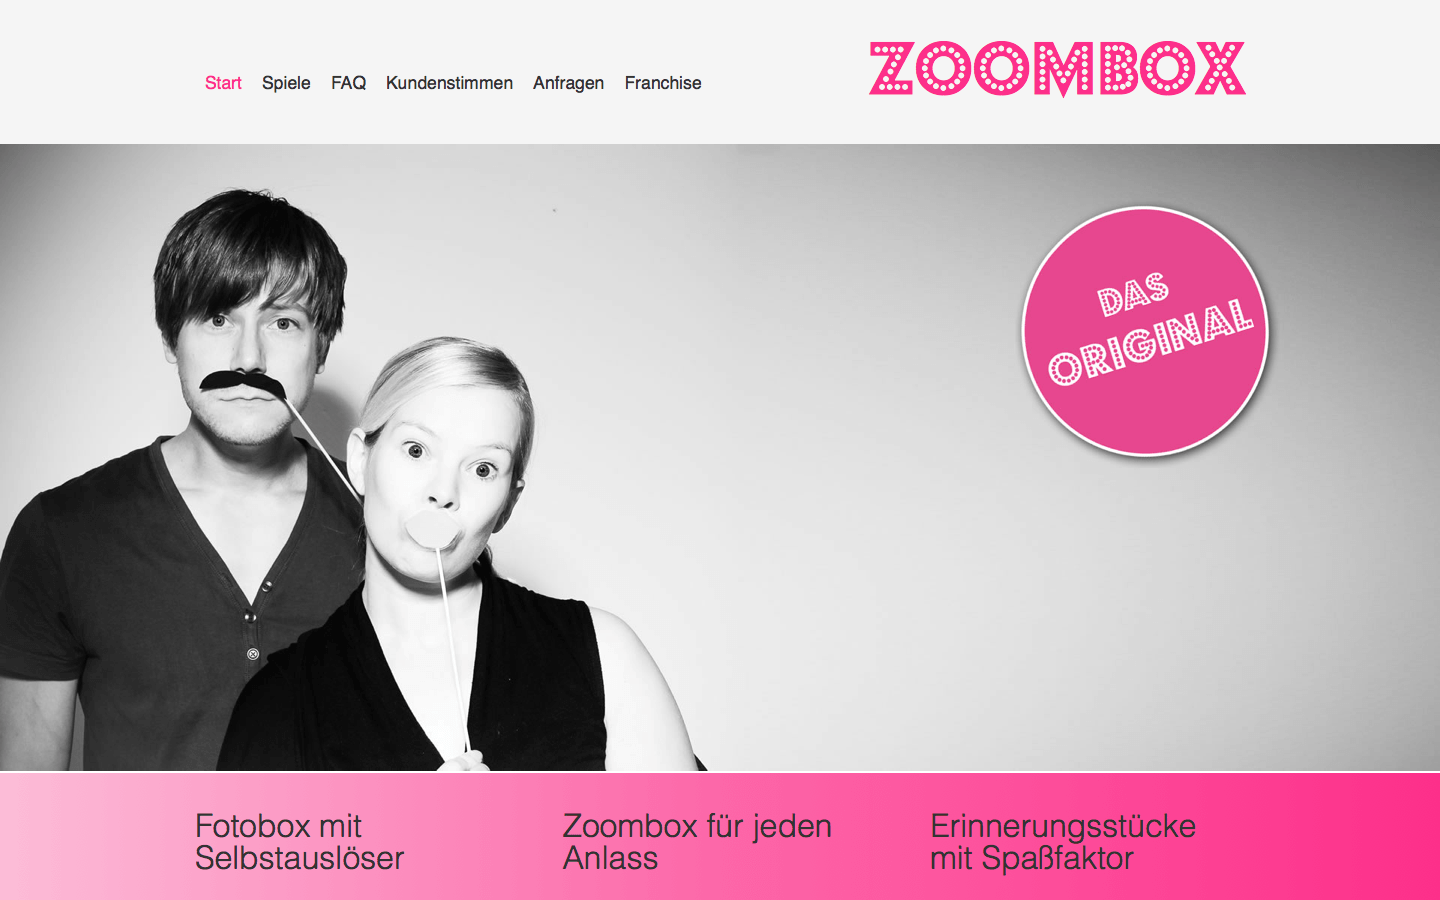 Start Spiele FAQ Kundenstimmen Anfragen Franchise
ZOOMBOX
DAS
ORIGINAL
Fotobox mit
Selbstauslöser
Zoombox für jeden
Anlass
Erinnerungsstücke
mit Spaßfaktor